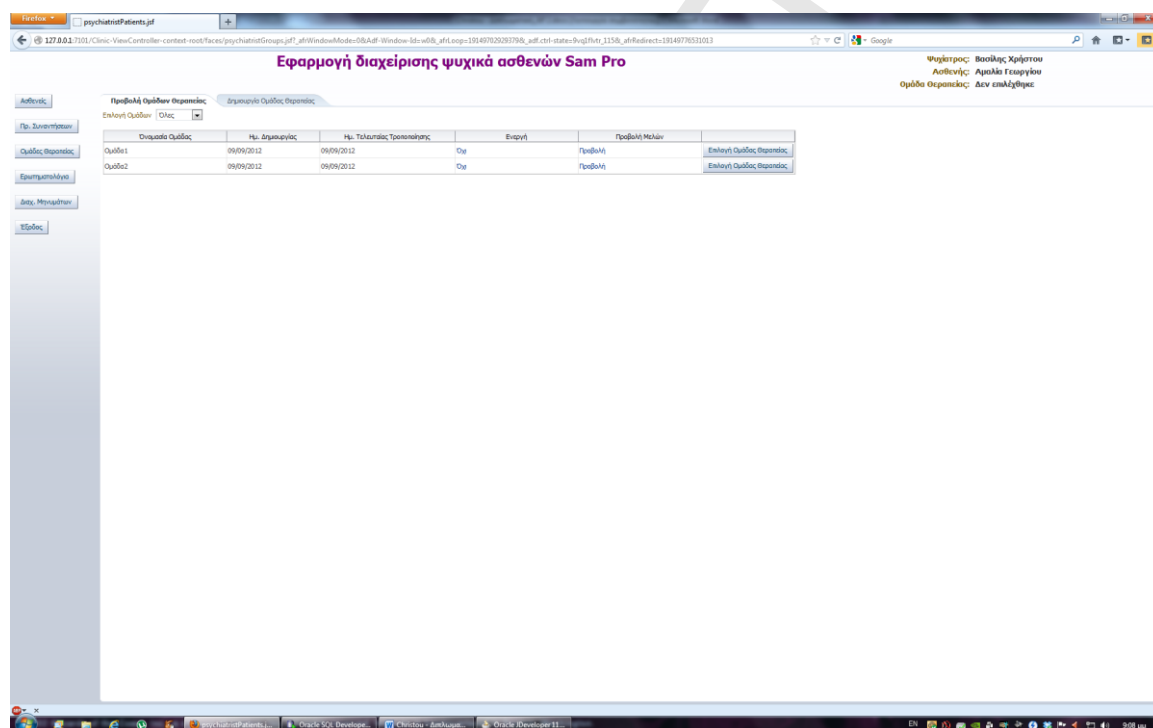 Firefox
psychiatristPatients.jsf
127.0.0.1:7101/Clinic-ViewController-context-root/faces/psychiatristGroups.jsf?_afrWindowMode=0&Adf-Window-Id=w0&_afrLoop=19149702929379&_adf.ctrl-state=9vq1fhtr_115&_afrRedirect=19149776531013
Google
Εφαρμογή διαχείρισης ψυχικά ασθενών Sam Pro
Ψυχίατρος: Βασίλης Χρήστου
Ασθενής: Αμαλία Γεωργίου
Ομάδα Θεραπείας: Δεν επιλέχθηκε
Ασθενείς
Πρ. Συναντήσεων
Ομάδες Θεραπείας
Ερωτηματολόγια
Διαχ. Μηνυμάτων
Έξοδος
Προβολή Ομάδων Θεραπείας
Δημιουργία Ομάδας Θεραπείας
Επιλογή Ομάδων Όλες
Όνομασία Ομάδας Ημ. Δημιουργίας Ημ. Τελευταίας Τροποποίησης Ενεργή Προβολή Μελών
Ομάδα1 09/09/2012 09/09/2012 Όχι Προβολή Επιλογή Ομάδας Θεραπείας
Ομάδα2 09/09/2012 09/09/2012 Όχι Προβολή Επιλογή Ομάδας Θεραπείας
psychiatristPatients.j...
Oracle SQL Develope...
Christou - Διπλωμα...
Oracle JDeveloper 11...
EN
9:08 μμ